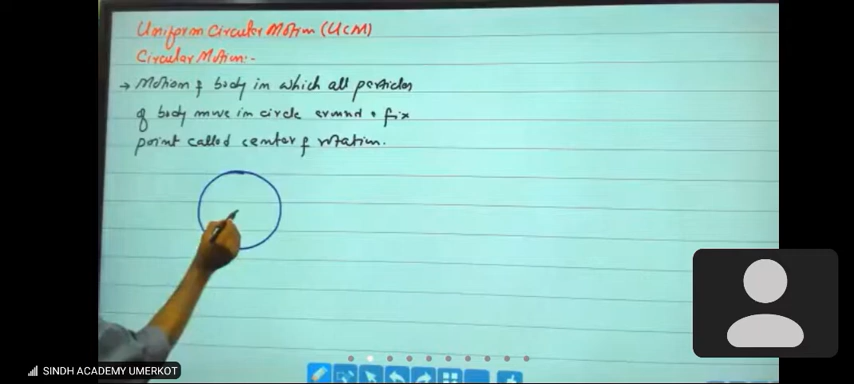 Uniform Circular Motion (UCM)
Circular Motion:-
→ Motion of body in which all particles
of body move in circle around a fix
point called center of rotation.
SINDH ACADEMY UMERKOT